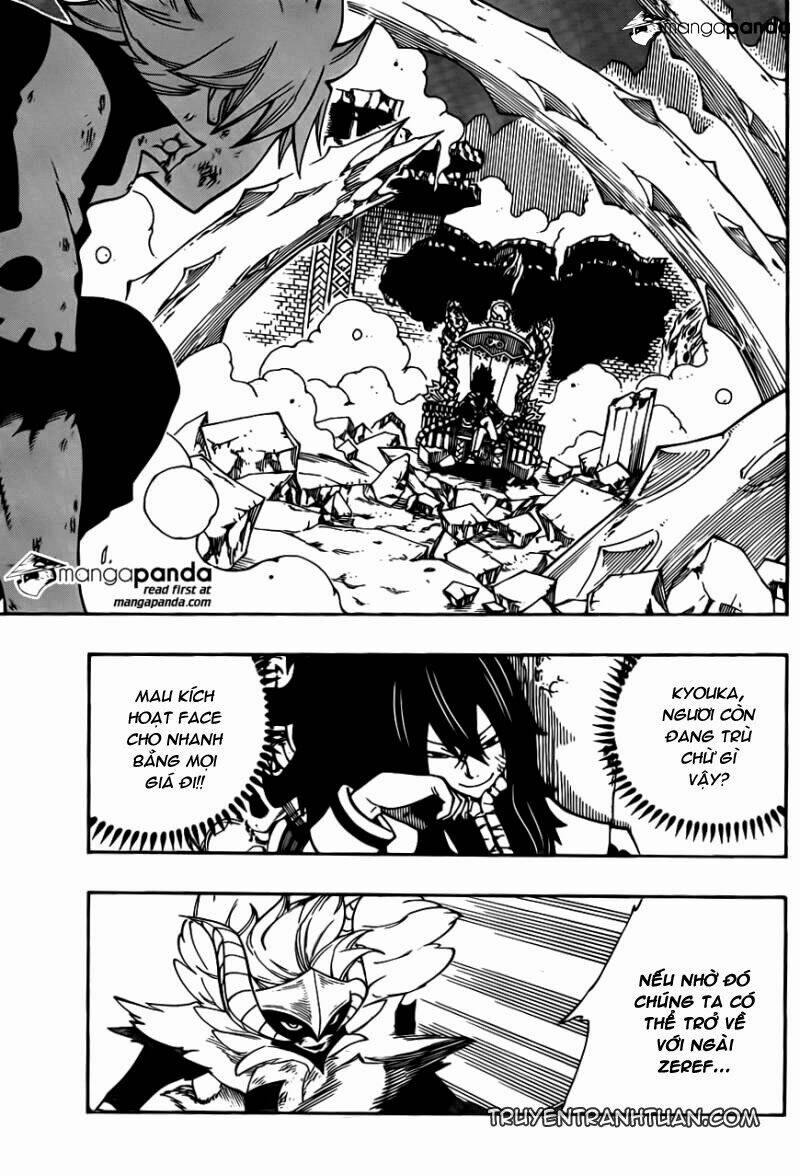 mangapanda
mangapanda
read first at
mangapanda.com
KYOUKA,
NGƯƠI CÒN
ĐANG TRÙ
CHỪ GÌ
VẬY?
MAU KÍCH
HOẠT FACE
CHO NHANH
BẰNG MỌI
GIÁ ĐI!!
NẾU NHỜ ĐÓ
CHÚNG TA CÓ
THỂ TRỞ VỀ
VỚI NGÀI
ZEREF...
TRUYENTRANHTUAN.COM